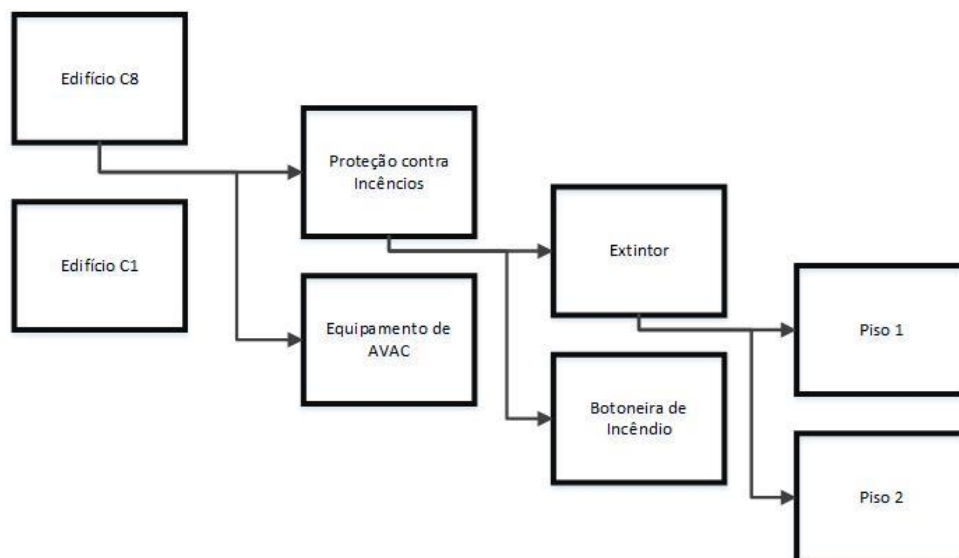 Edifício C8
Proteção contra
Incêncios
Edifício C1
Extintor
Equipamento de
AVAC
Piso 1
Botoneira de
Incêndio
Piso 2